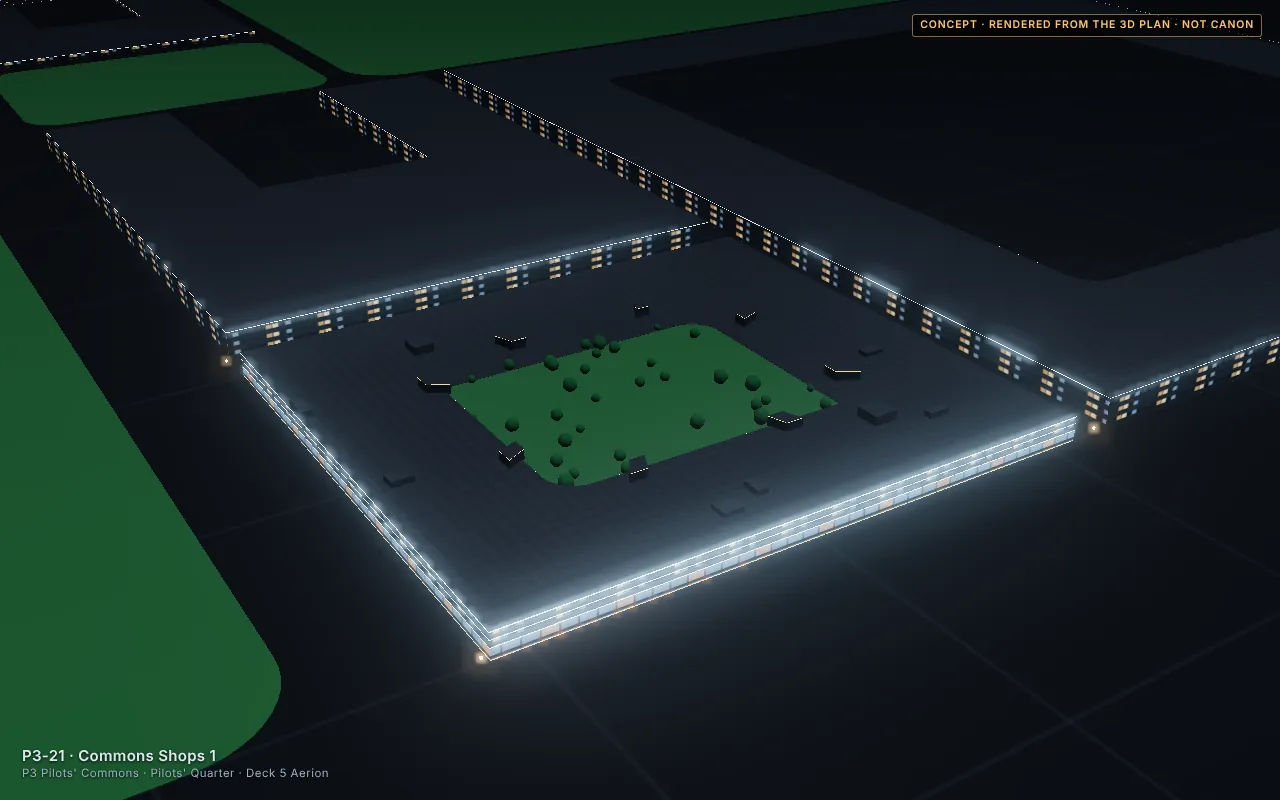 CONCEPT · RENDERED FROM THE 3D PLAN · NOT CANON
P3-21 · Commons Shops 1
P3 Pilots' Commons · Pilots' Quarter · Deck 5 Aerion